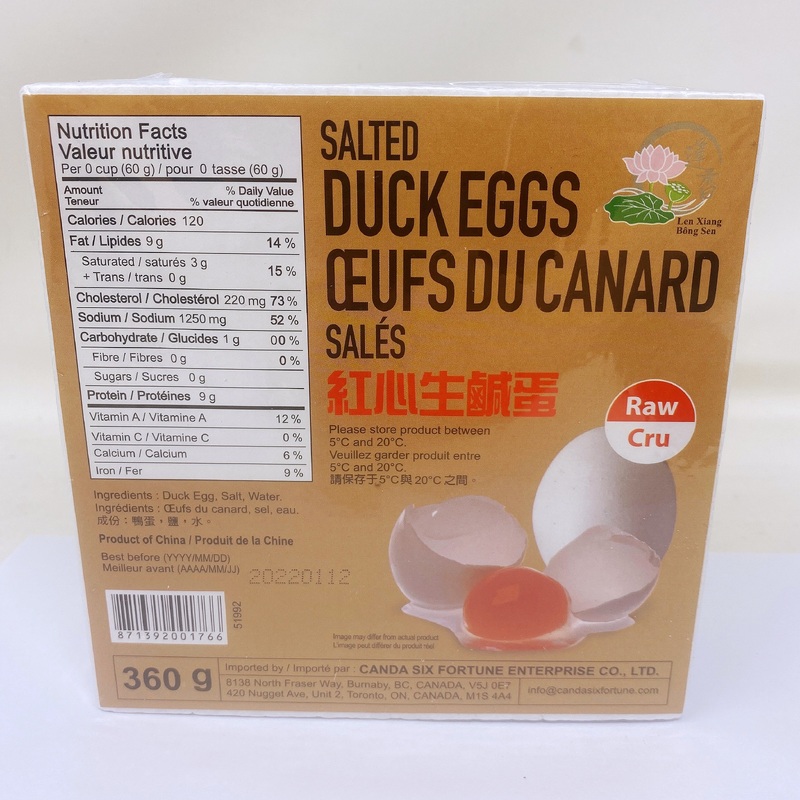 Nutrition Facts
Valeur nutritive
Per 0 cup (60 g) / pour 0 tasse (60 g)
Amount % Daily Value
Teneur % valeur quotidienne
Calories / Calories 120
Fat / Lipides 9 g 14 %
Saturated / saturés 3 g
+ Trans / trans 0 g 15 %
Cholesterol / Cholestérol 220 mg 73 %
Sodium / Sodium 1250 mg 52 %
Carbohydrate / Glucides 1 g 00 %
Fibre / Fibres 0 g 0 %
Sugars / Sucres 0 g
Protein / Protéines 9 g
Vitamin A / Vitamine A 12 %
Vitamin C / Vitamine C 0 %
Calcium / Calcium 6 %
Iron / Fer 9 %
Ingredients : Duck Egg, Salt, Water.
Ingrédients : Œufs du canard, sel, eau.
成份：鴨蛋，鹽，水。
Product of China / Produit de la Chine
Best before (YYYY/MM/DD)
Meilleur avant (AAAA/MM/JJ) 20220112
871392001766
51992
SALTED
DUCK EGGS
ŒUFS DU CANARD
SALÉS
紅心生鹹蛋
Len Xiang
Bông Sen
Please store product between
5°C and 20°C.
Veuillez garder produit entre
5°C and 20°C.
請保存于5°C與20°C之間。
Raw
Cru
Image may differ from actual product
L'image peut différer du produit réel
360 g
Imported by / Importé par : CANDA SIX FORTUNE ENTERPRISE CO., LTD.
8138 North Fraser Way, Burnaby, BC, CANADA, V5J 0E7
420 Nugget Ave, Unit 2, Toronto, ON, CANADA, M1S 4A4
info@candasixfortune.com